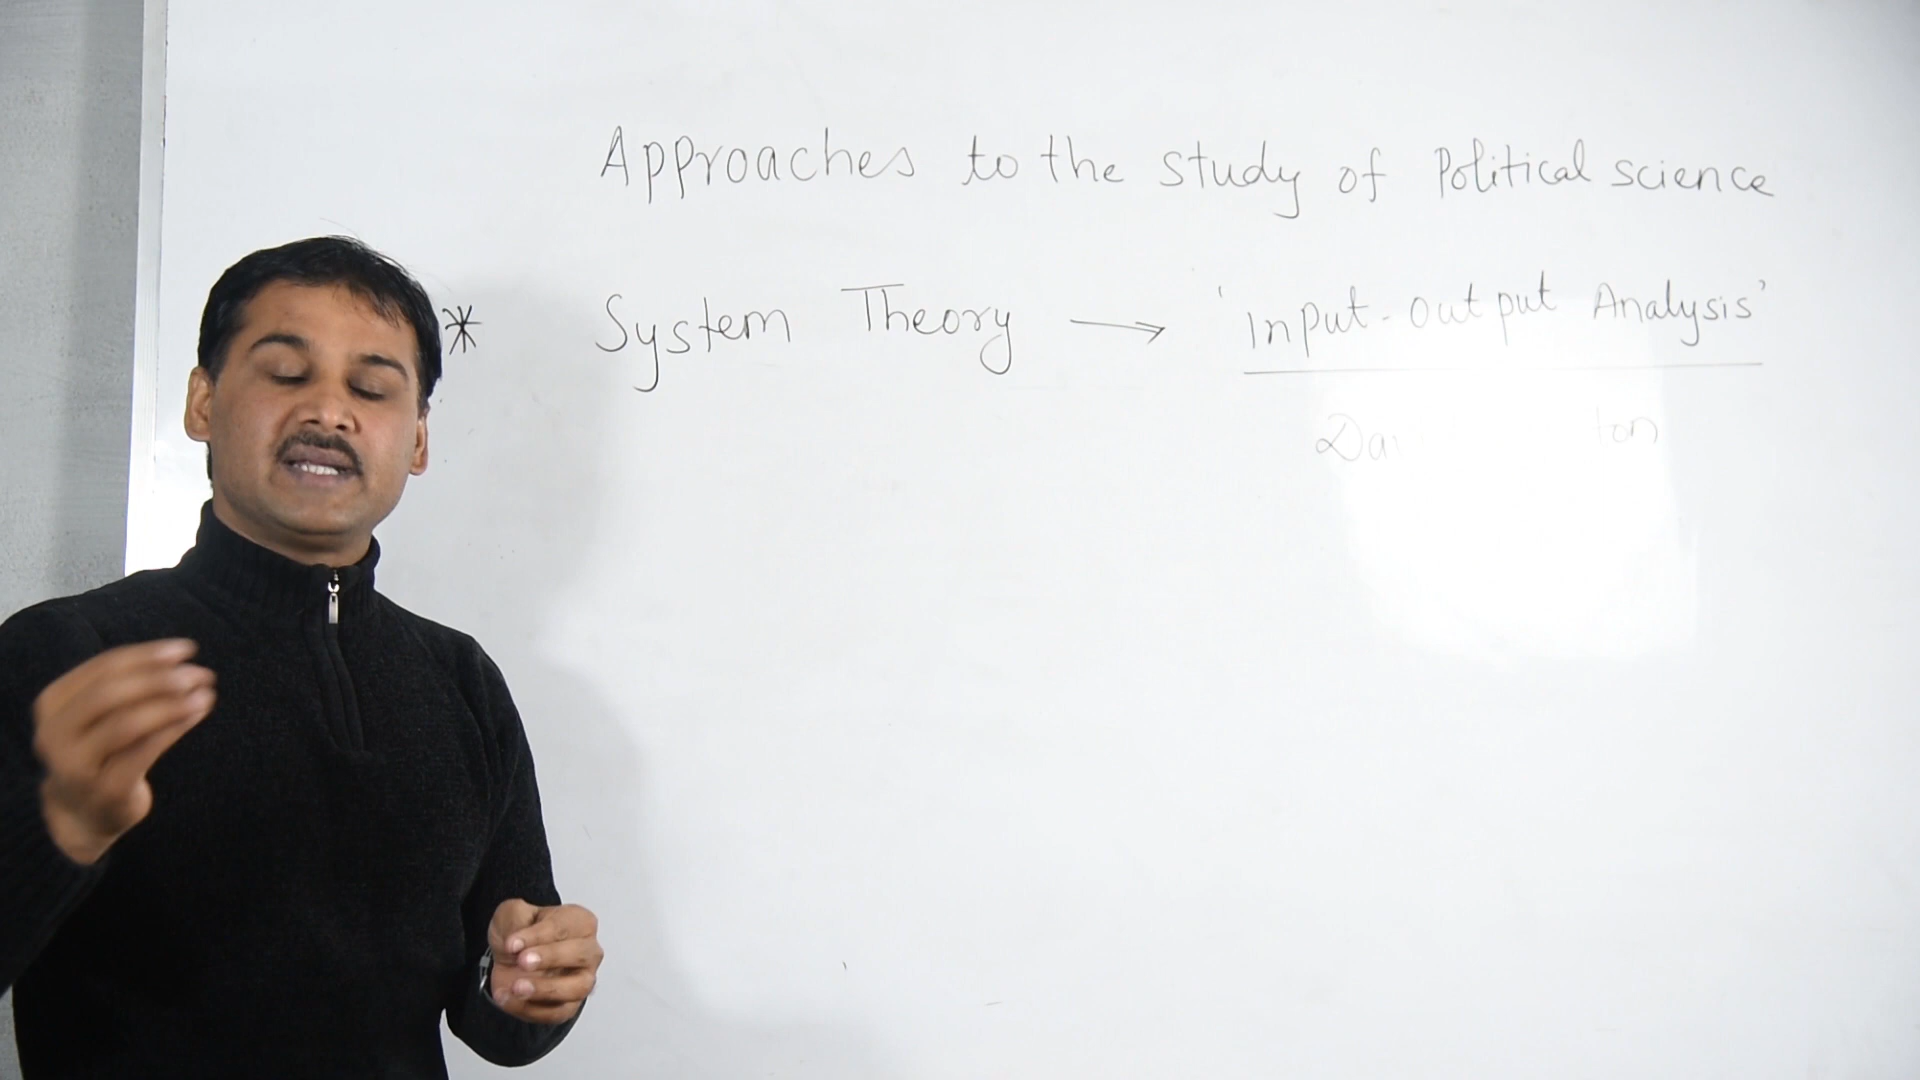 Approaches to the study of Political science
* System Theory → 'Input-output Analysis'